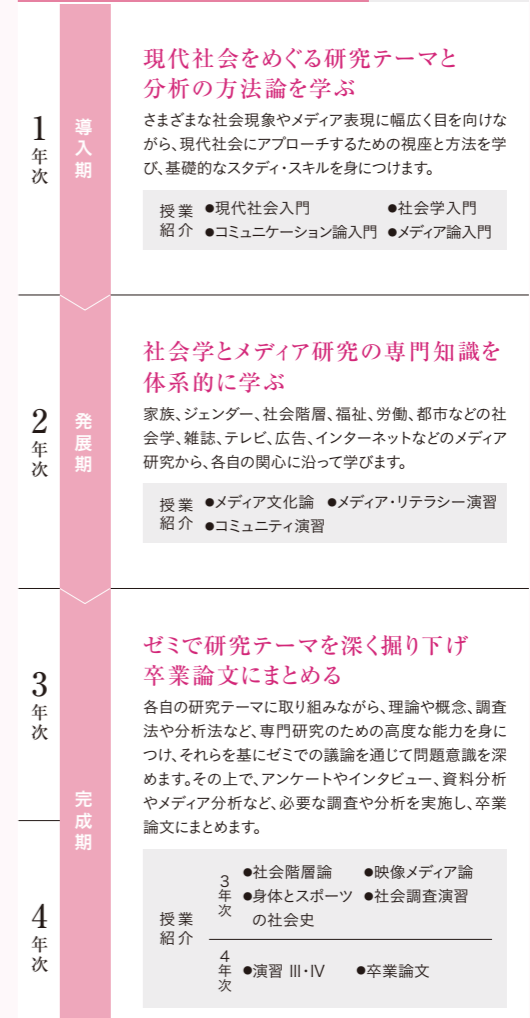 1年次
導入期
現代社会をめぐる研究テーマと
分析の方法論を学ぶ
さまざまな社会現象やメディア表現に幅広く目を向けな
がら、現代社会にアプローチするための視座と方法を学
び、基礎的なスタディ・スキルを身につけます。
授業紹介
●現代社会入門 ●社会学入門
●コミュニケーション論入門 ●メディア論入門
2年次
発展期
社会学とメディア研究の専門知識を
体系的に学ぶ
家族、ジェンダー、社会階層、福祉、労働、都市などの社
会学、雑誌、テレビ、広告、インターネットなどのメディア
研究から、各自の関心に沿って学びます。
授業紹介
●メディア文化論 ●メディア・リテラシー演習
●コミュニティ演習
3年次
4年次
完成期
ゼミで研究テーマを深く掘り下げ
卒業論文にまとめる
各自の研究テーマに取り組みながら、理論や概念、調査
法や分析法など、専門研究のための高度な能力を身に
つけ、それらを基にゼミでの議論を通じて問題意識を深
めます。その上で、アンケートやインタビュー、資料分析
やメディア分析など、必要な調査や分析を実施し、卒業
論文にまとめます。
授業紹介
3年次
●社会階層論 ●映像メディア論
●身体とスポーツ ●社会調査演習
の社会史
4年次
●演習 III・IV ●卒業論文